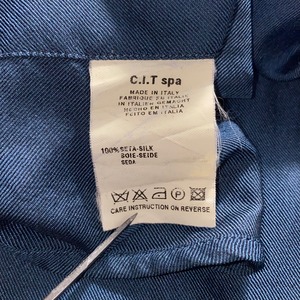 C.I.T spa
MADE IN ITALY
FABRIQUE EN ITALIE
IN ITALIEN GEMACHT
HECHO EN ITALIA
FEITO EM ITALIA
100% SETA-SILK
SOIE-SEIDE
SEDA
P
CARE INSTRUCTION ON REVERSE